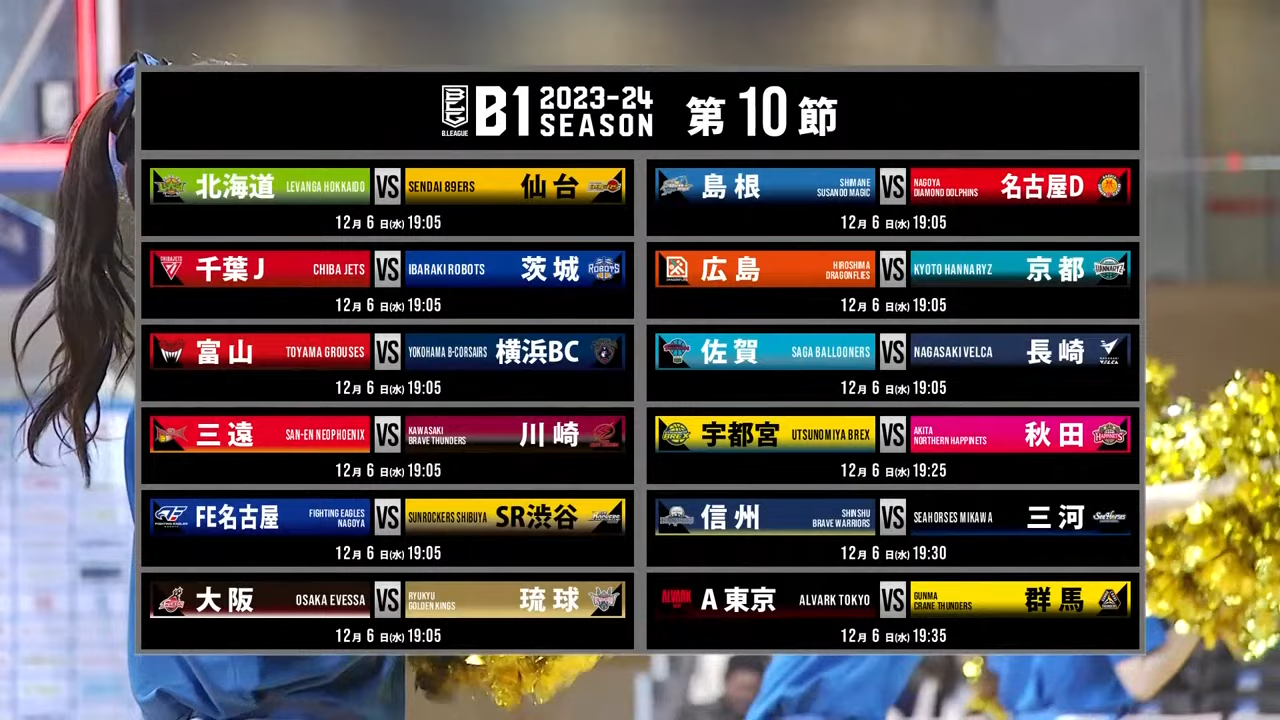 B.LEAGUE B1 2023-24 SEASON 第10節
北海道 LEVANGA HOKKAIDO VS SENDAI 89ERS 仙台
12月6日(水)19:05
千葉J CHIBA JETS VS IBARAKI ROBOTS 茨城
12月6日(水)19:05
富山 TOYAMA GROUSES VS YOKOHAMA B-CORSAIRS 横浜BC
12月6日(水)19:05
三遠 SAN-EN NEOPHOENIX VS KAWASAKI BRAVE THUNDERS 川崎
12月6日(水)19:05
FE名古屋 FIGHTING EAGLES NAGOYA VS SUNROCKERS SHIBUYA SR渋谷
12月6日(水)19:05
大阪 OSAKA EVESSA VS RYUKYU GOLDEN KINGS 琉球
12月6日(水)19:05
島根 SHIMANE SUSANOO MAGIC VS NAGOYA DIAMOND DOLPHINS 名古屋D
12月6日(水)19:05
広島 HIROSHIMA DRAGONFLIES VS KYOTO HANNARYZ 京都
12月6日(水)19:05
佐賀 SAGA BALLOONERS VS NAGASAKI VELCA 長崎
12月6日(水)19:05
宇都宮 UTSUNOMIYA BREX VS AKITA NORTHERN HAPPINETS 秋田
12月6日(水)19:25
信州 SHINSHU BRAVE WARRIORS VS SEAHORSES MIKAWA 三河
12月6日(水)19:30
A東京 ALVARK TOKYO VS GUNMA CRANE THUNDERS 群馬
12月6日(水)19:35